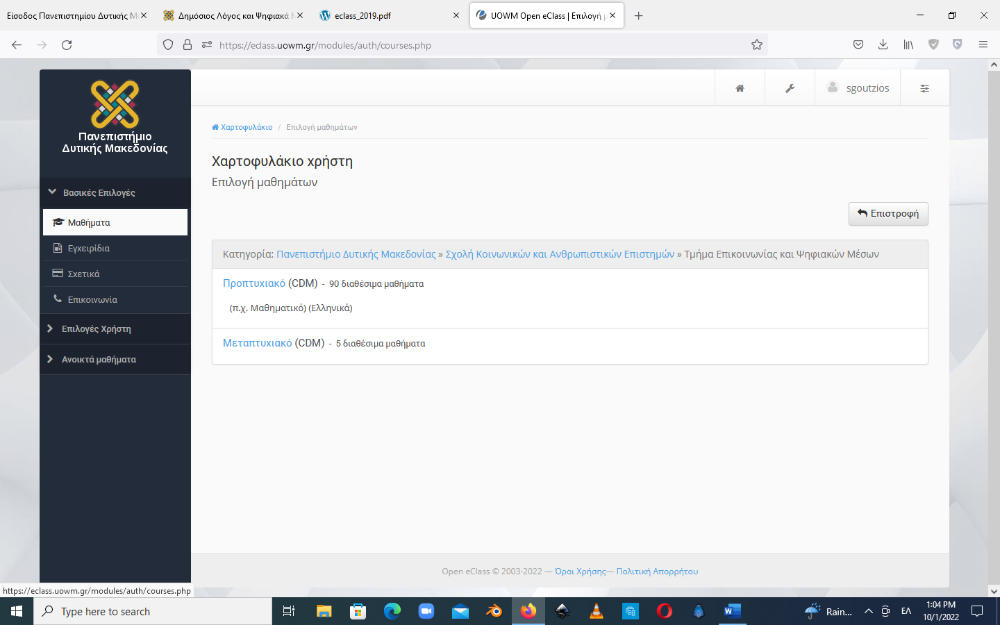 Είσοδος Πανεπιστημίου Δυτικής Μ
Δημόσιος Λόγος και Ψηφιακά Μ
eclass_2019.pdf
UOWM Open eClass | Επιλογή μ
https://eclass.uowm.gr/modules/auth/courses.php
Πανεπιστήμιο
Δυτικής Μακεδονίας
sgoutzios
Βασικές Επιλογές
Μαθήματα
Εγχειρίδια
Σχετικά
Επικοινωνία
Επιλογές Χρήστη
Ανοικτά μαθήματα
Χαρτοφυλάκιο / Επιλογή μαθημάτων
Χαρτοφυλάκιο χρήστη
Επιλογή μαθημάτων
Επιστροφή
Κατηγορία: Πανεπιστήμιο Δυτικής Μακεδονίας » Σχολή Κοινωνικών και Ανθρωπιστικών Επιστημών » Τμήμα Επικοινωνίας και Ψηφιακών Μέσων
Προπτυχιακό (CDM) - 90 διαθέσιμα μαθήματα
(π.χ. Μαθηματικό) (Ελληνικά)
Μεταπτυχιακό (CDM) - 5 διαθέσιμα μαθήματα
Open eClass © 2003-2022 — Όροι Χρήσης— Πολιτική Απορρήτου
https://eclass.uowm.gr/modules/auth/courses.php
Type here to search
Rain...
ΕΛ
1:04 PM
10/1/2022